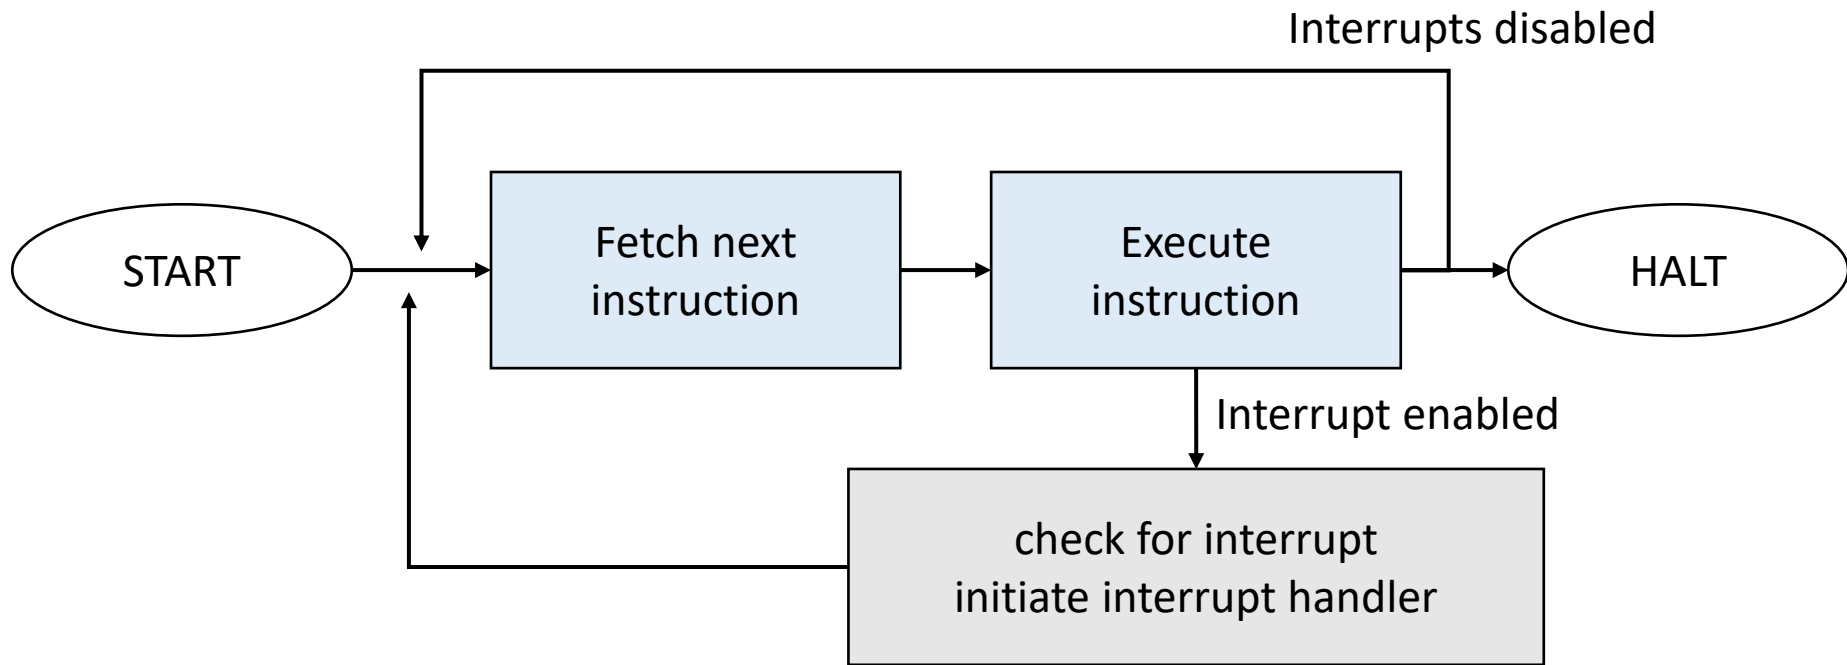 Interrupts disabled
START
Fetch next
instruction
Execute
instruction
HALT
Interrupt enabled
check for interrupt
initiate interrupt handler